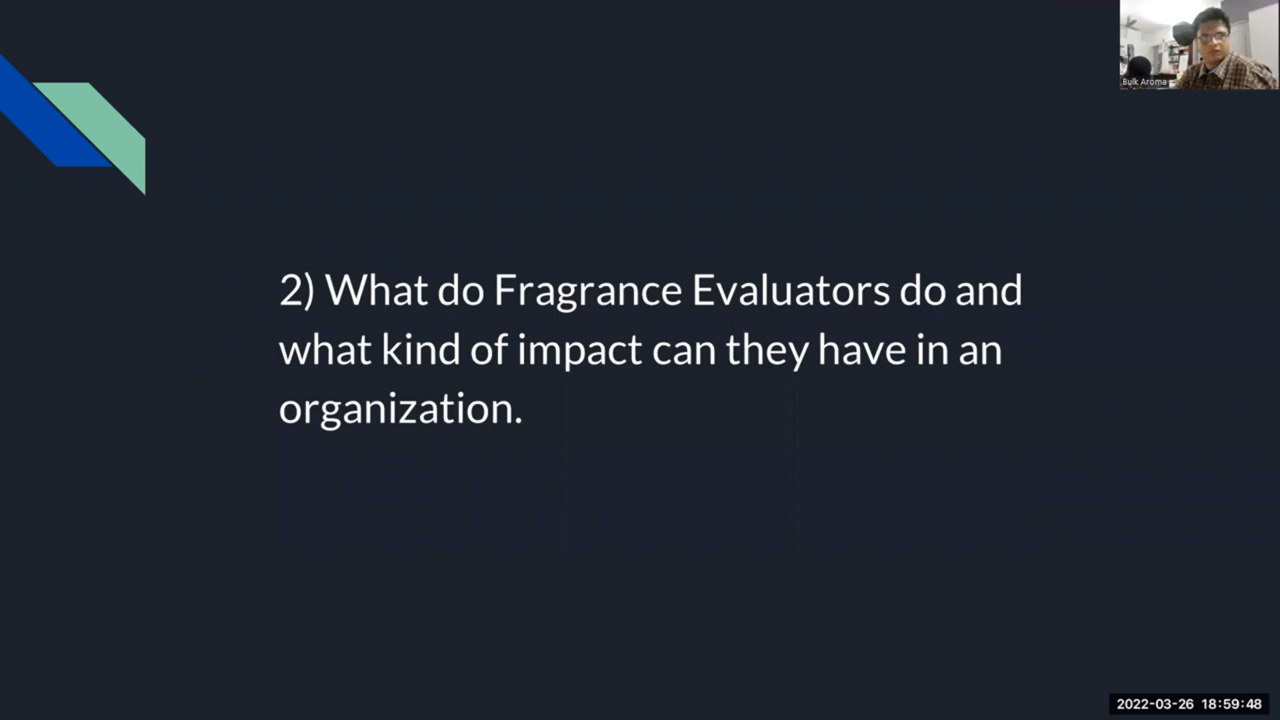 Bulk Aroma
2) What do Fragrance Evaluators do and
what kind of impact can they have in an
organization.
2022-03-26 18:59:48